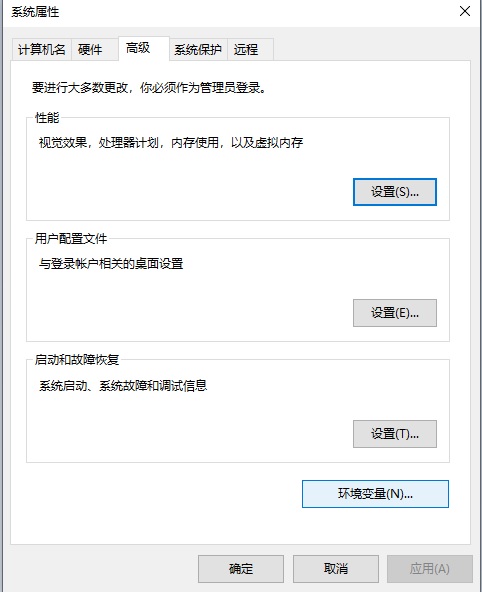 系统属性
计算机名 硬件 高级 系统保护 远程
要进行大多数更改，你必须作为管理员登录。
性能
视觉效果，处理器计划，内存使用，以及虚拟内存
设置(S)...
用户配置文件
与登录帐户相关的桌面设置
设置(E)...
启动和故障恢复
系统启动、系统故障和调试信息
设置(T)...
环境变量(N)...
确定 取消 应用(A)